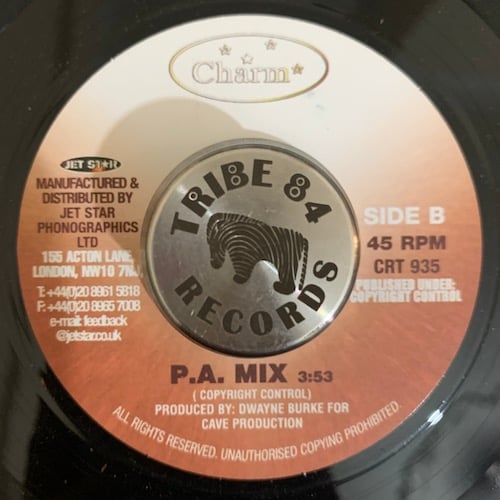 Charm
JET STAR
MANUFACTURED &
DISTRIBUTED BY
JET STAR
PHONOGRAPHICS
LTD
155 ACTON LANE,
LONDON, NW10 7NJ
T: +44(0)20 8961 5818
F: +44(0)20 8965 7008
e-mail: feedback
@jetstar.co.uk
TRIBE 84
RECORDS
SIDE B
45 RPM
CRT 935
PUBLISHED UNDER:
COPYRIGHT CONTROL
P.A. MIX 3:53
( COPYRIGHT CONTROL )
PRODUCED BY: DWAYNE BURKE FOR
CAVE PRODUCTION
ALL RIGHTS RESERVED. UNAUTHORISED COPYING PROHIBITED.